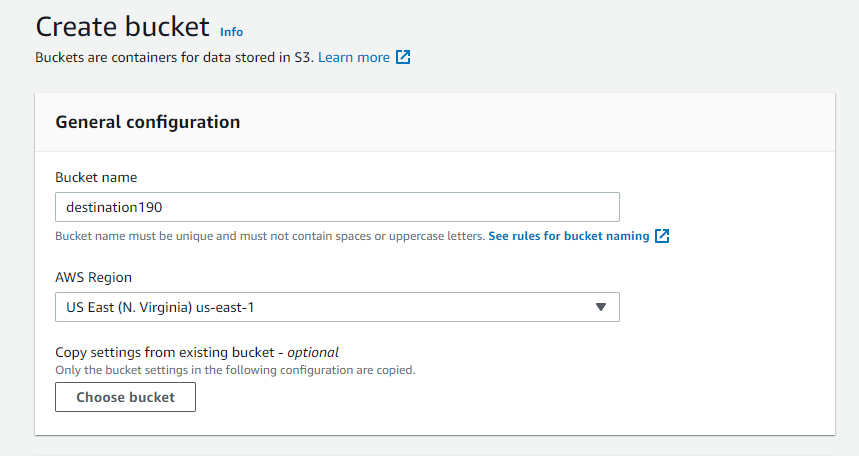 Create bucket Info
Buckets are containers for data stored in S3. Learn more
General configuration
Bucket name
destination190
Bucket name must be unique and must not contain spaces or uppercase letters. See rules for bucket naming
AWS Region
US East (N. Virginia) us-east-1
Copy settings from existing bucket - optional
Only the bucket settings in the following configuration are copied.
Choose bucket